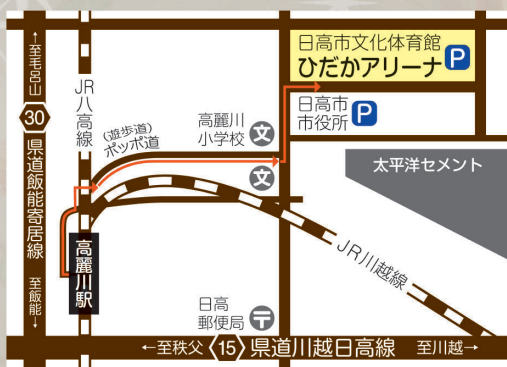 ←至毛呂山
30
県道飯能寄居線
至飯能→
JR八高線
(遊歩道)
ポッポ道
高麗川
小学校
文
文
日高市文化体育館
ひだかアリーナ
P
日高市
市役所
P
太平洋セメント
JR川越線
高麗川駅
日高
郵便局
〒
←至秩父 15 県道川越日高線 至川越→